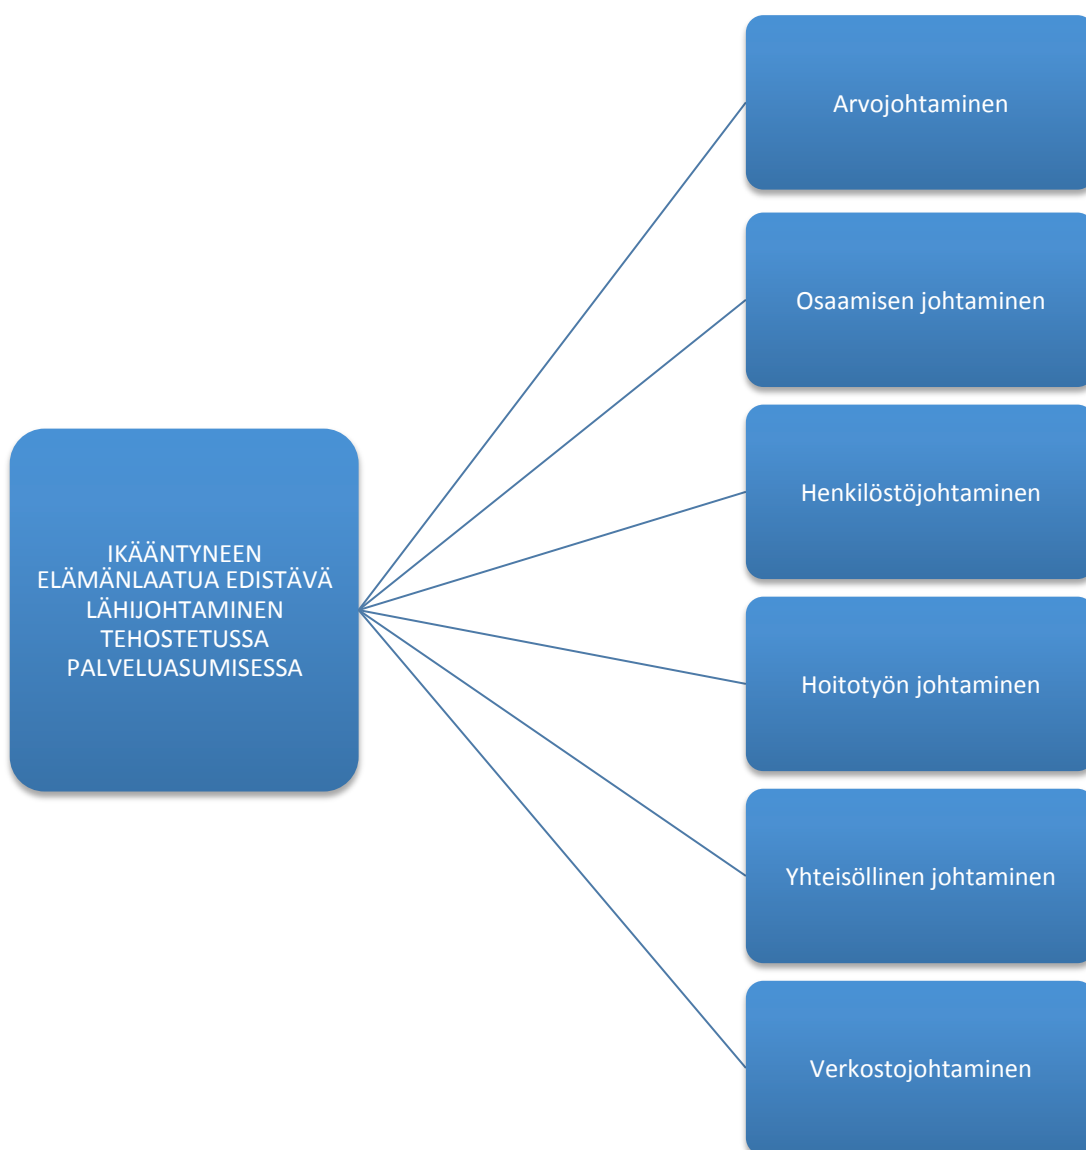 Arvojohtaminen
Osaamisen johtaminen
Henkilöstöjohtaminen
IKÄÄNTYNEEN
ELÄMÄNLAATUA EDISTÄVÄ
LÄHIJOHTAMINEN
TEHOSTETUSSA
PALVELUASUMISESSA
Hoitotyön johtaminen
Yhteisöllinen johtaminen
Verkostojohtaminen